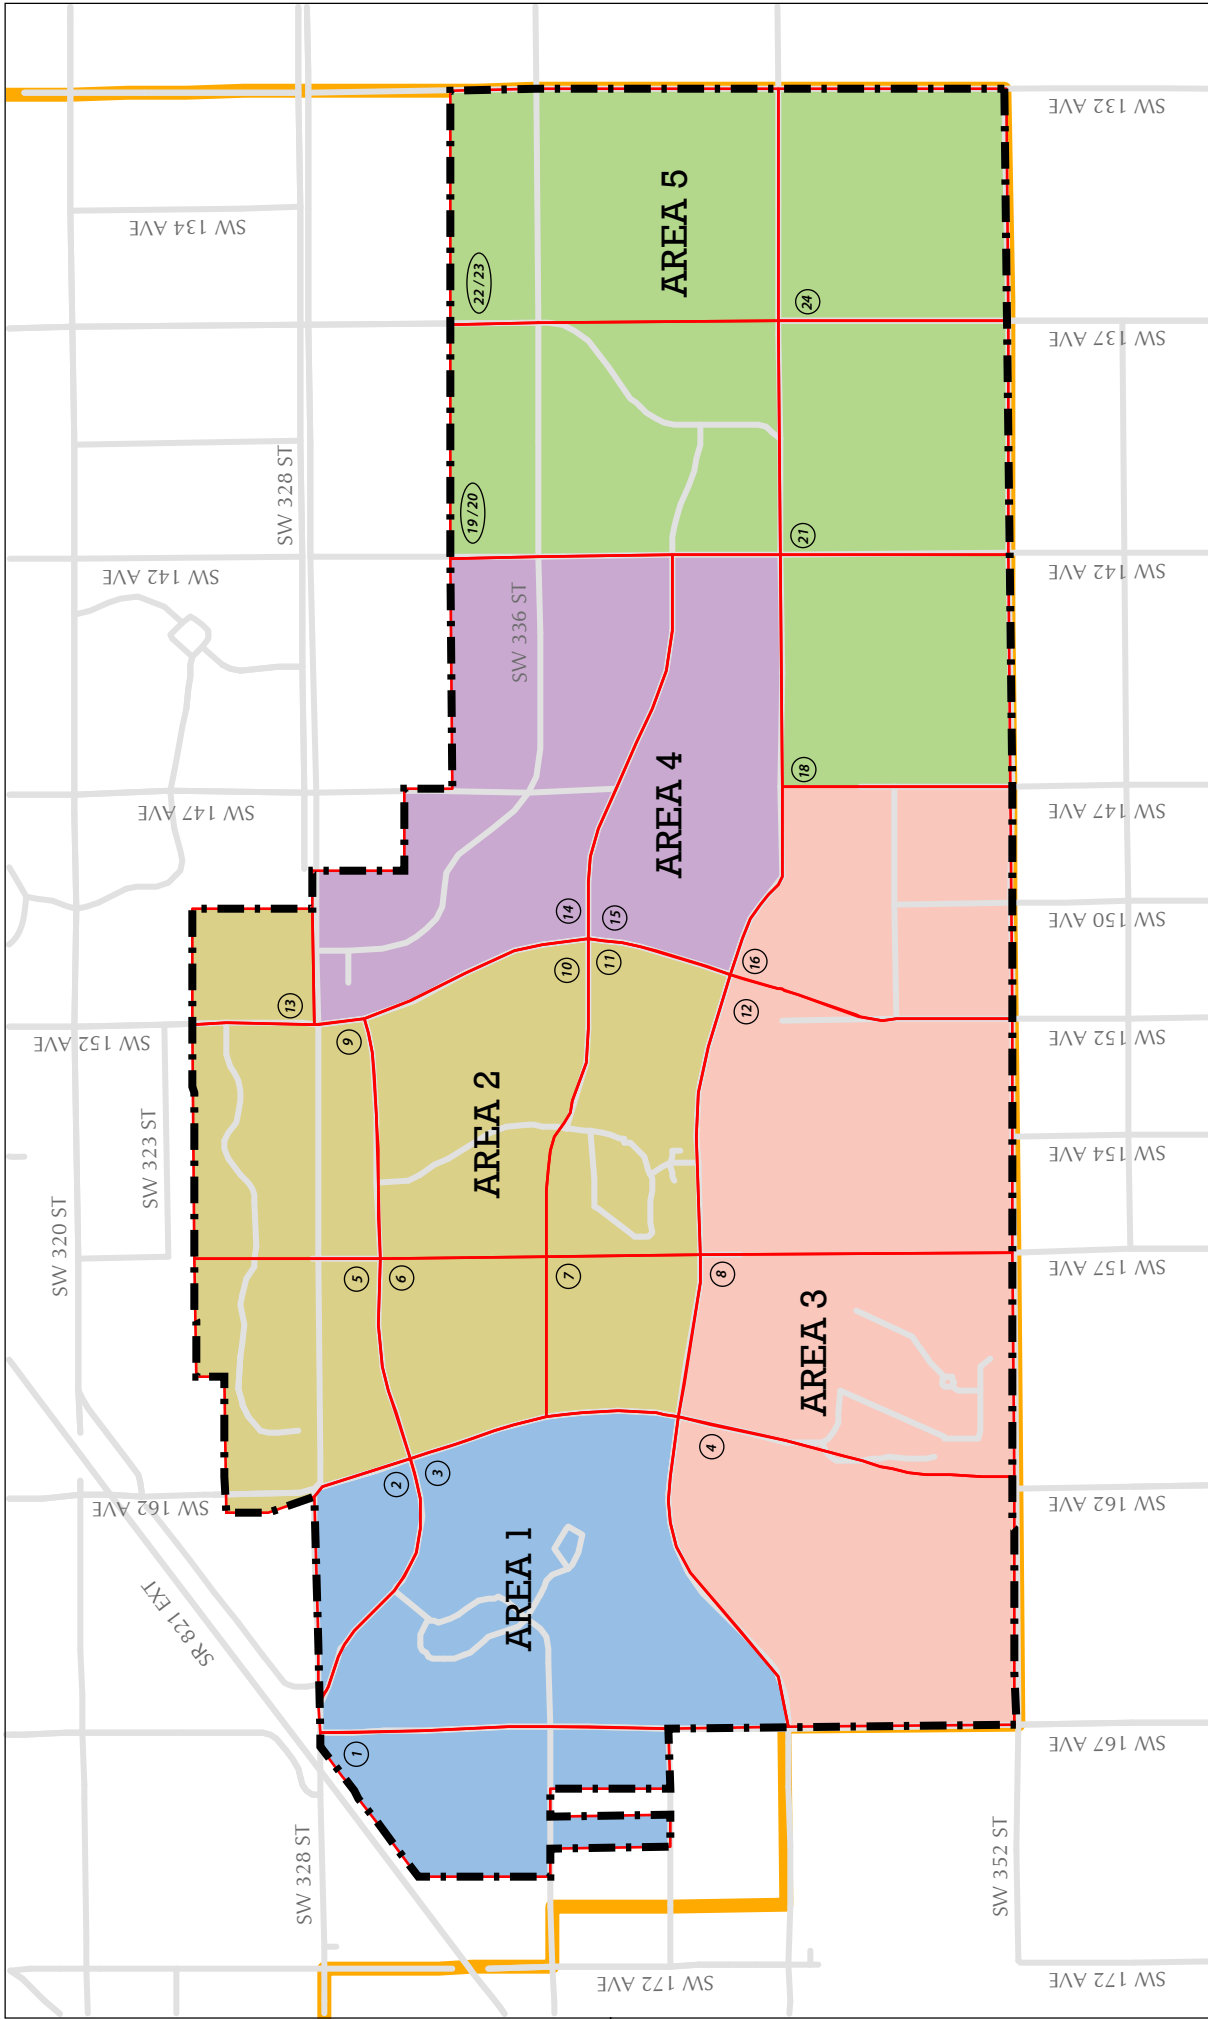 SW 132 AVE
SW 134 AVE
AREA 5
22/23
24
SW 137 AVE
SW 328 ST
19/20
21
SW 142 AVE
SW 142 AVE
SW 336 ST
SW 147 AVE
AREA 4
18
SW 147 AVE
14
15
SW 150 AVE
10
11
16
13
12
SW 152 AVE
9
SW 152 AVE
SW 323 ST
AREA 2
SW 154 AVE
SW 320 ST
5
6
7
8
SW 157 AVE
AREA 3
2
3
4
SW 162 AVE
SW 162 AVE
AREA 1
SR 821 EXT
1
SW 167 AVE
SW 328 ST
SW 352 ST
SW 172 AVE
SW 172 AVE